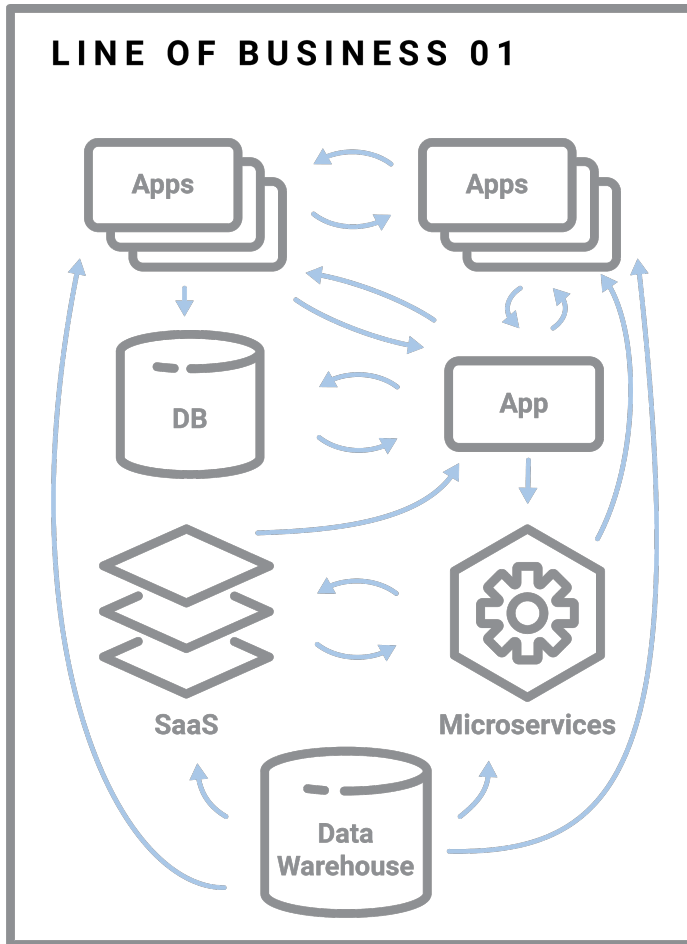 LINE OF BUSINESS 01
Apps
Apps
DB
App
SaaS
Microservices
Data
Warehouse